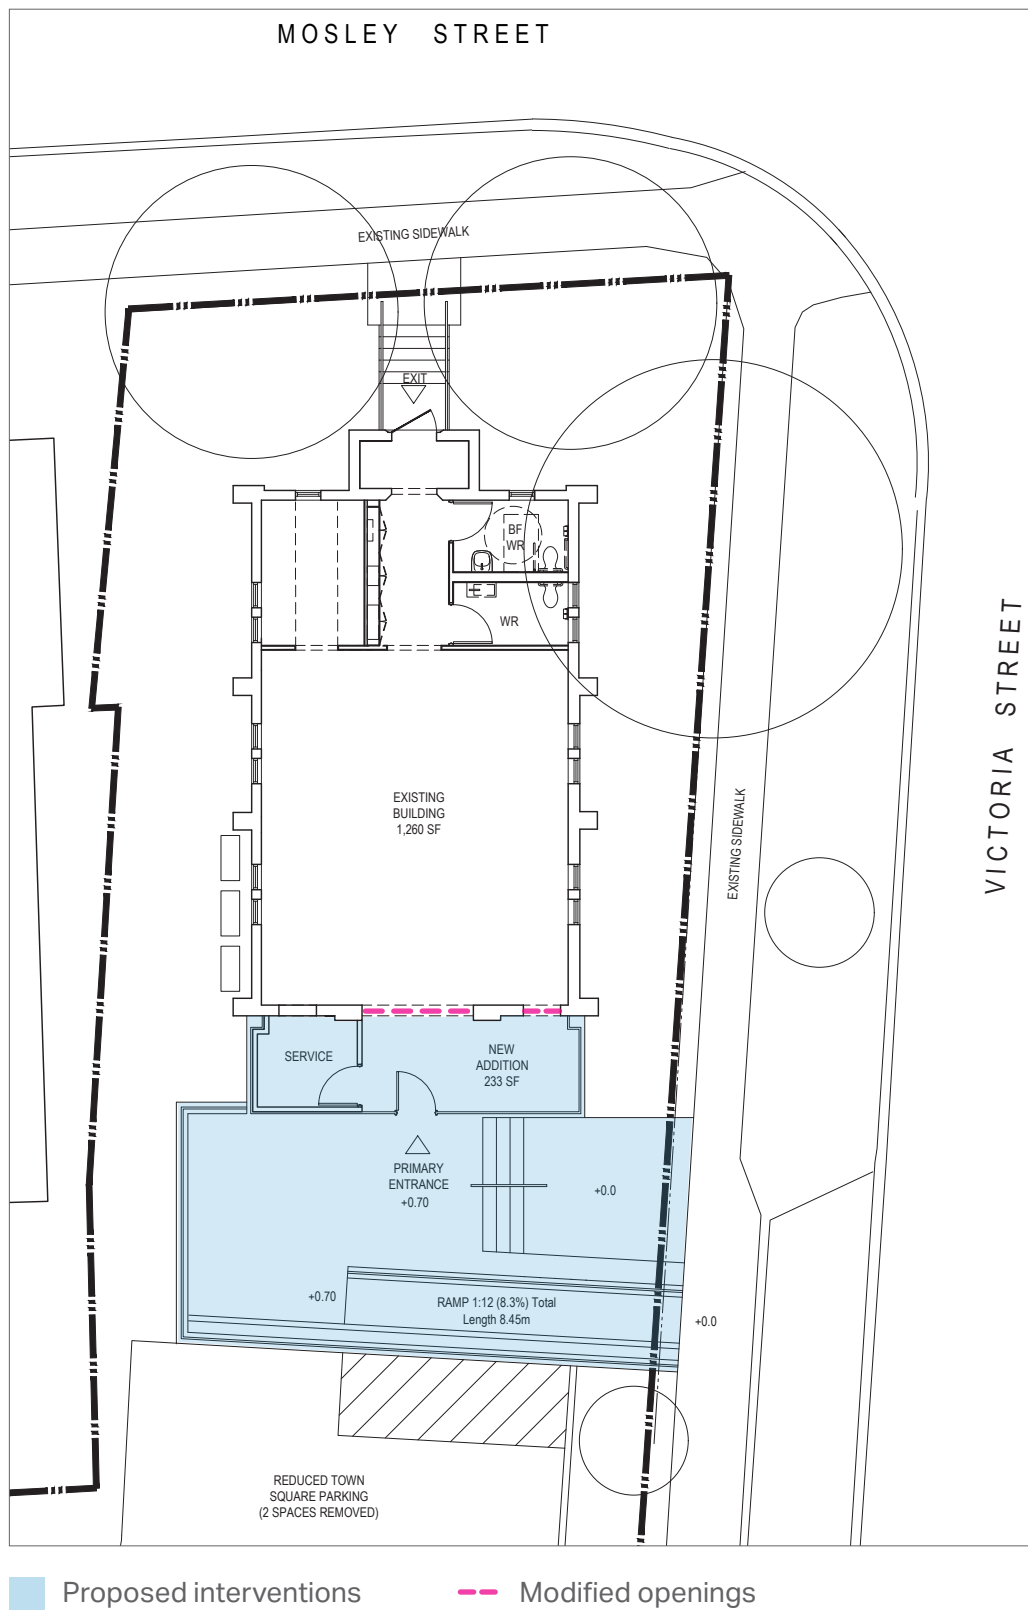 MOSLEY STREET
EXISTING SIDEWALK
EXIT
BF
WR
WR
VICTORIA STREET
EXISTING
BUILDING
1,260 SF
EXISTING SIDEWALK
SERVICE
NEW
ADDITION
233 SF
PRIMARY
ENTRANCE
+0.70
+0.0
+0.70
RAMP 1:12 (8.3%) Total
Length 8.45m
+0.0
REDUCED TOWN
SQUARE PARKING
(2 SPACES REMOVED)
Proposed interventions
Modified openings